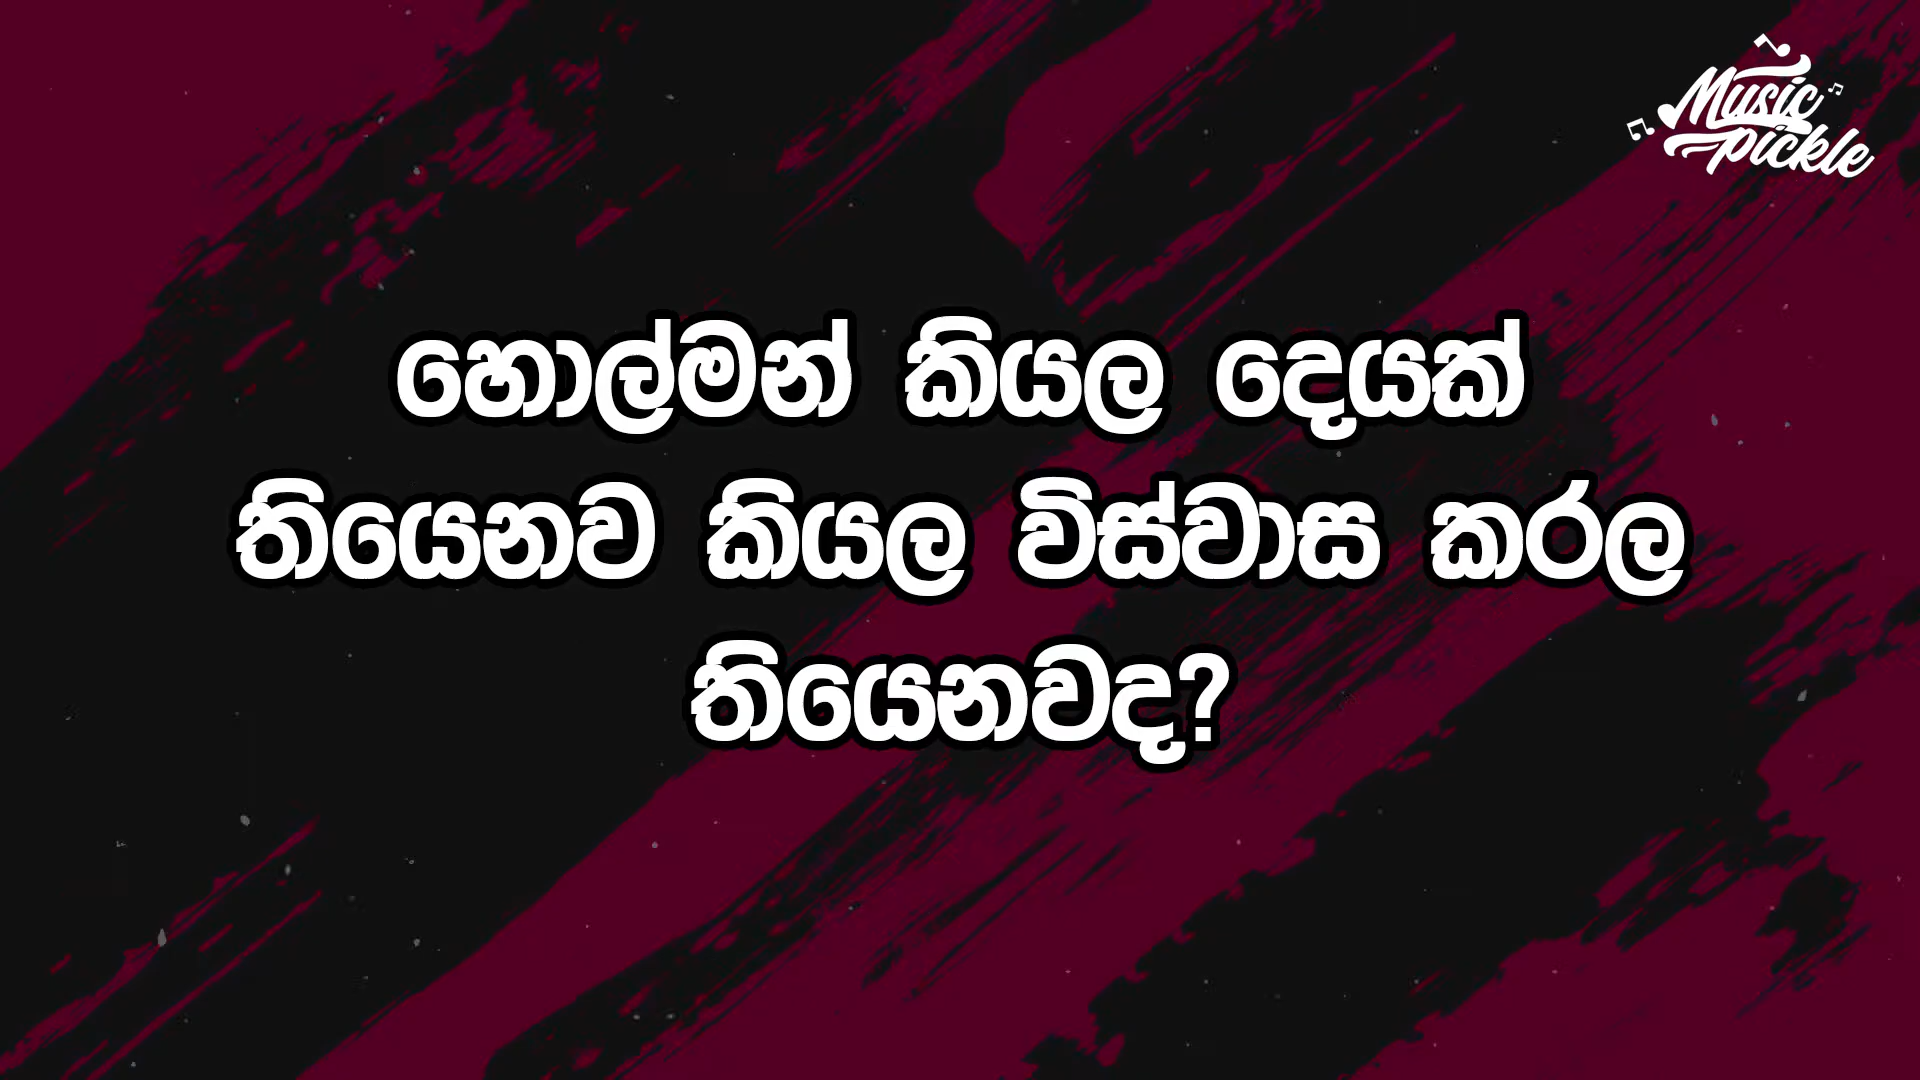 Music
pickle
හොල්මන් කියල දෙයක්
තියෙනව කියල විස්වාස කරල
තියෙනවද?